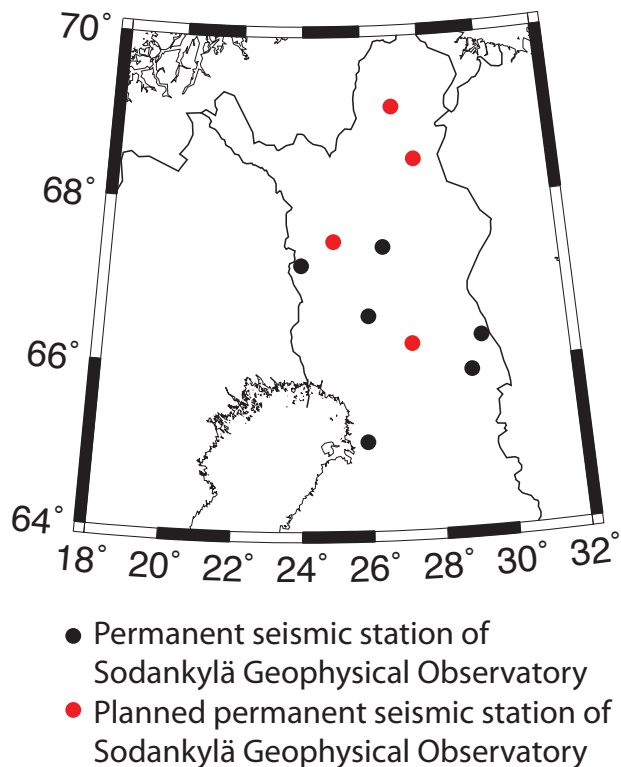 70°
68°
66°
64°
18° 20° 22° 24° 26° 28° 30° 32°
Permanent seismic station of
Sodankylä Geophysical Observatory
Planned permanent seismic station of
Sodankylä Geophysical Observatory